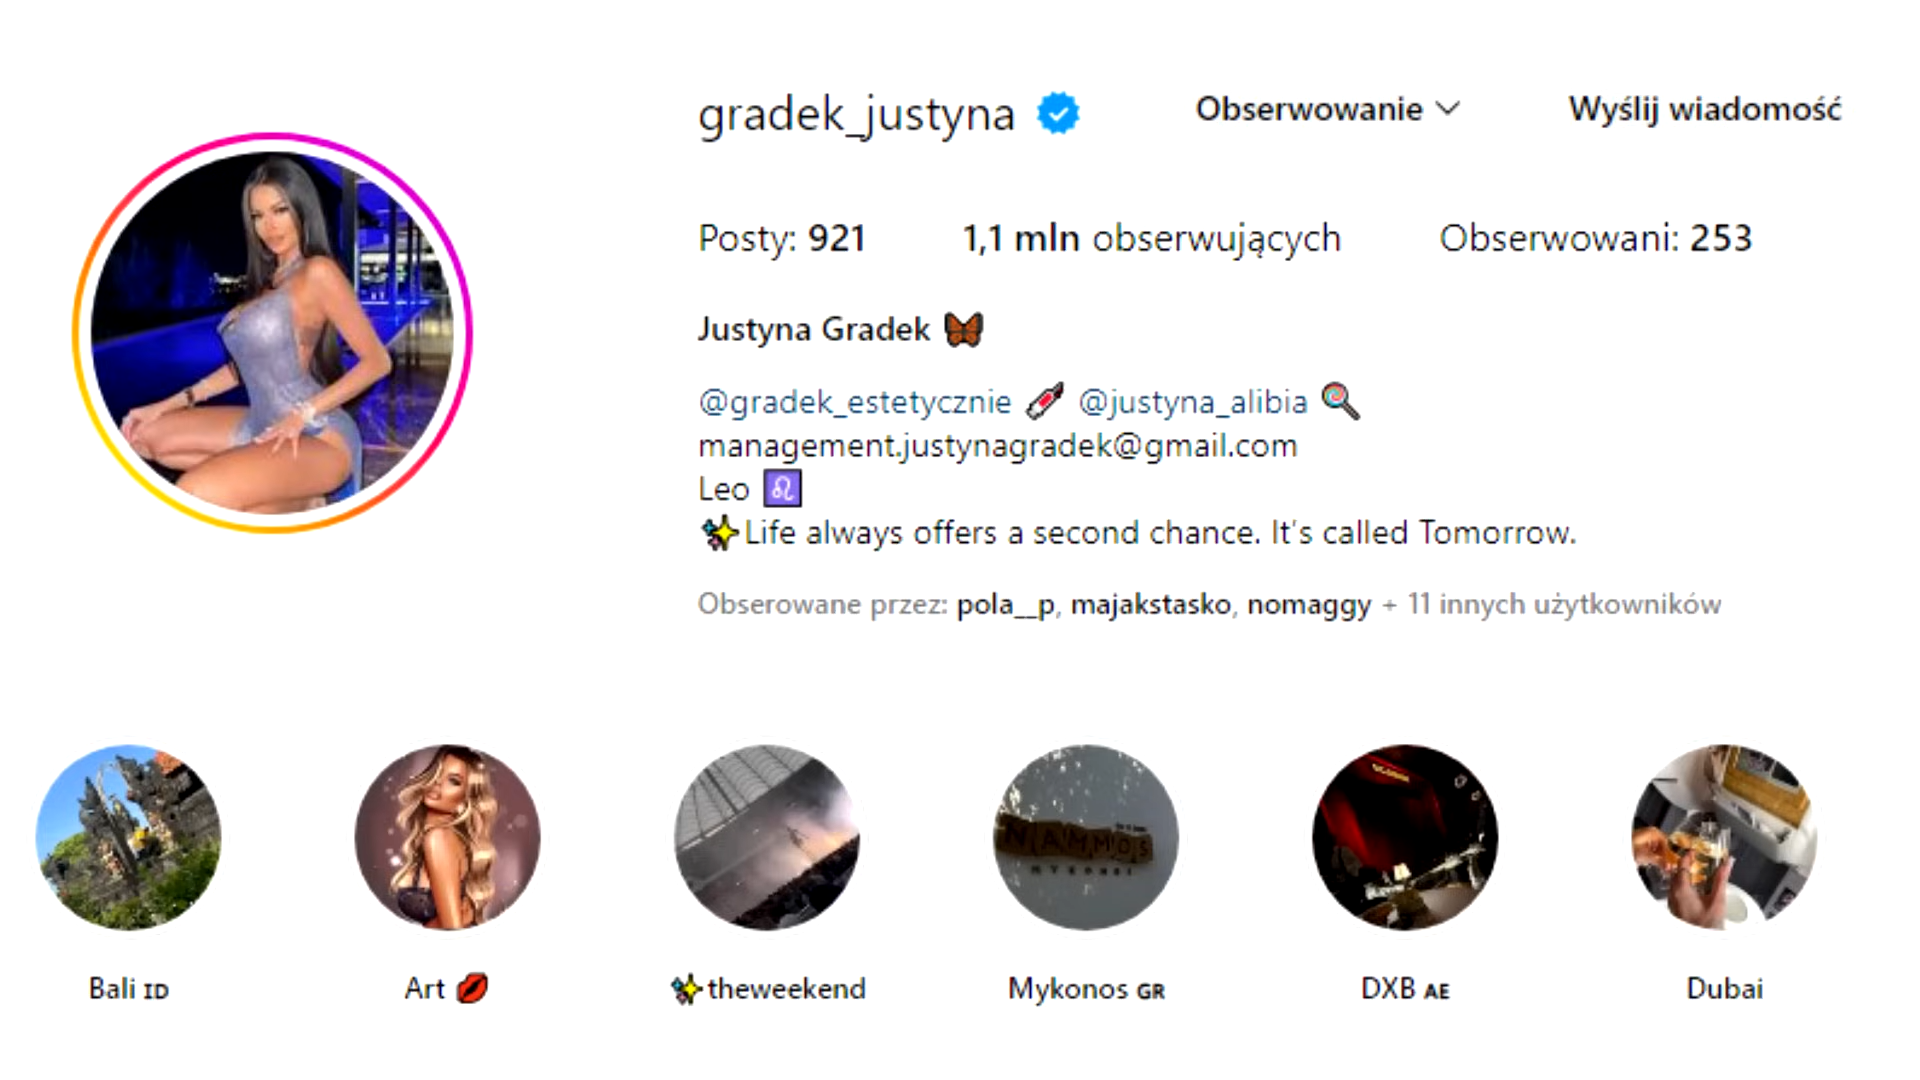 gradek_justyna Obserwowanie Wyślij wiadomość
Posty: 921 1,1 mln obserwujących Obserwowani: 253
Justyna Gradek 🦋
@gradek_estetycznie 💉 @justyna_alibia 🍭
management.justynagradek@gmail.com
Leo ♌
✨Life always offers a second chance. It's called Tomorrow.
Obserowane przez: pola__p, majakstasko, nomaggy + 11 innych użytkowników
NAMMOS
MYKONOS
Bali ID Art 💋 ✨theweekend Mykonos GR DXB AE Dubai